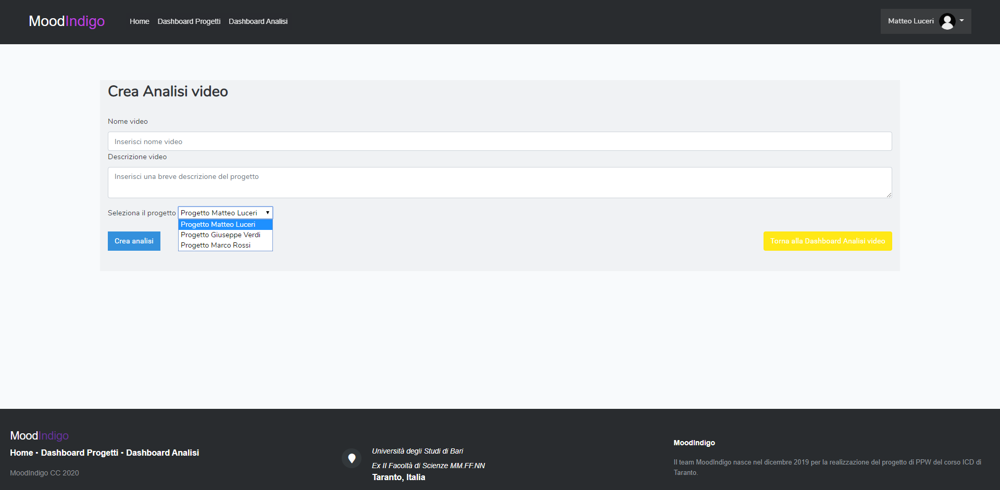 MoodIndigo
Home Dashboard Progetti Dashboard Analisi
Matteo Luceri
Crea Analisi video
Nome video
Inserisci nome video
Descrizione video
Inserisci una breve descrizione del progetto
Seleziona il progetto Progetto Matteo Luceri
Progetto Matteo Luceri
Progetto Giuseppe Verdi
Progetto Marco Rossi
Crea analisi
Torna alla Dashboard Analisi video
MoodIndigo
Home - Dashboard Progetti - Dashboard Analisi
MoodIndigo CC 2020
Università degli Studi di Bari
Ex II Facoltà di Scienze MM.FF.NN
Taranto, Italia
MoodIndigo
Il team MoodIndigo nasce nel dicembre 2019 per la realizzazione del progetto di PPW del corso ICD di
Taranto.